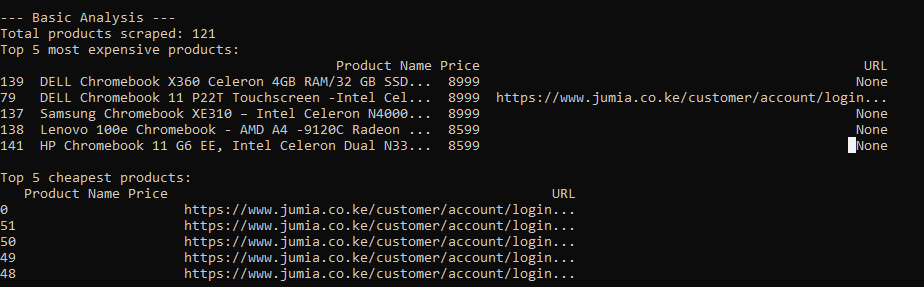 --- Basic Analysis ---
Total products scraped: 121
Top 5 most expensive products:
Product Name Price URL
139 DELL Chromebook X360 Celeron 4GB RAM/32 GB SSD... 8999 None
79 DELL Chromebook 11 P22T Touchscreen -Intel Cel... 8999 https://www.jumia.co.ke/customer/account/login...
137 Samsung Chromebook XE310 – Intel Celeron N4000... 8999 None
138 Lenovo 100e Chromebook - AMD A4 -9120C Radeon ... 8599 None
141 HP Chromebook 11 G6 EE, Intel Celeron Dual N33... 8599 None
Top 5 cheapest products:
Product Name Price URL
0 https://www.jumia.co.ke/customer/account/login...
51 https://www.jumia.co.ke/customer/account/login...
50 https://www.jumia.co.ke/customer/account/login...
49 https://www.jumia.co.ke/customer/account/login...
48 https://www.jumia.co.ke/customer/account/login...